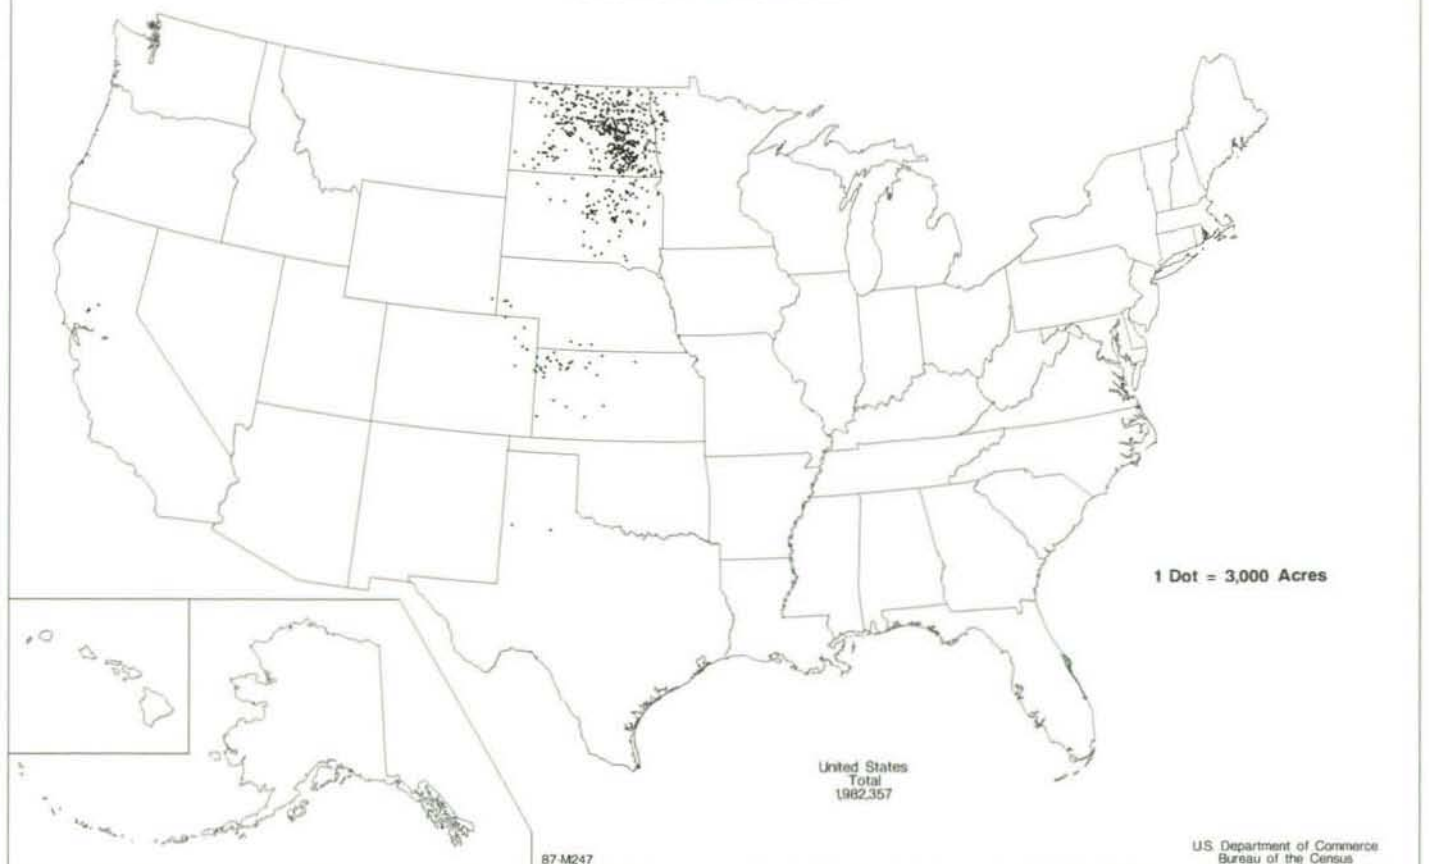 1 Dot = 3,000 Acres
United States
Total
1,982,357
87-M247
U.S. Department of Commerce
Bureau of the Census